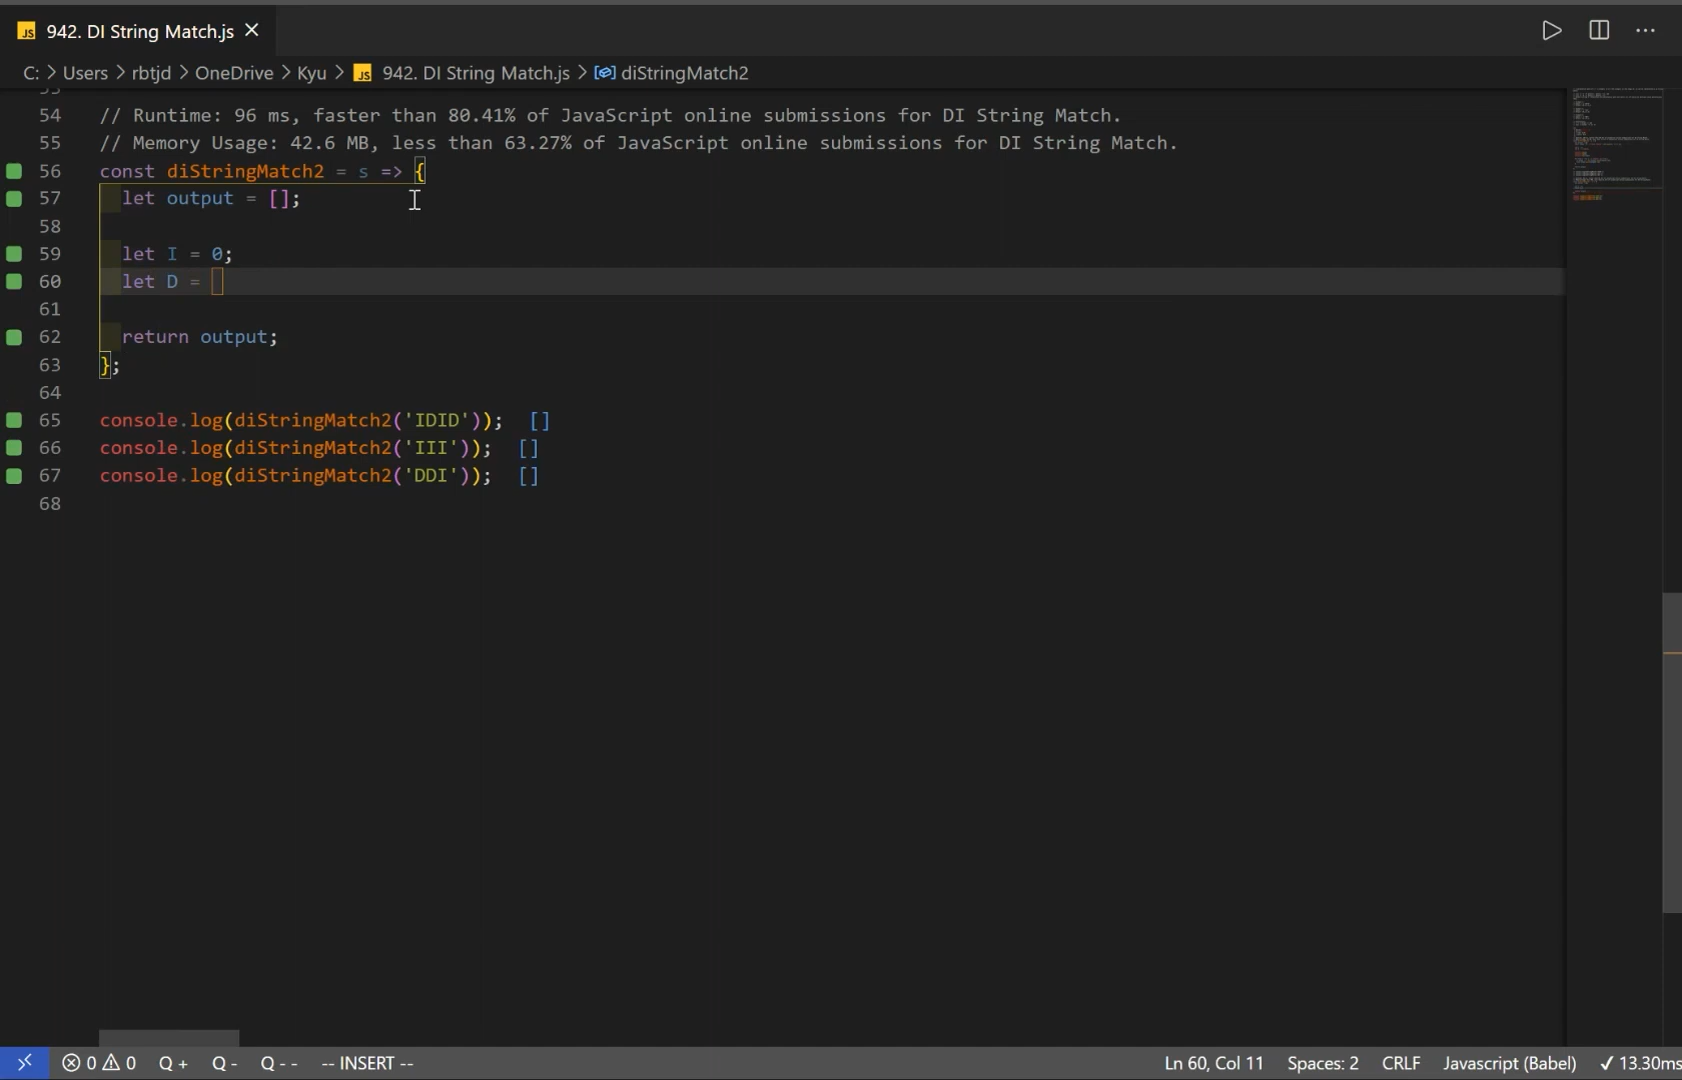 JS 942. DI String Match.js
C: > Users > rbtjd > OneDrive > Kyu > JS 942. DI String Match.js > diStringMatch2
54 // Runtime: 96 ms, faster than 80.41% of JavaScript online submissions for DI String Match.
55 // Memory Usage: 42.6 MB, less than 63.27% of JavaScript online submissions for DI String Match.
56 const diStringMatch2 = s => {
57 let output = [];
58
59 let I = 0;
60 let D =
61
62 return output;
63 };
64
65 console.log(diStringMatch2('IDID')); []
66 console.log(diStringMatch2('III')); []
67 console.log(diStringMatch2('DDI')); []
68
0 0 Q + Q - Q - - -- INSERT -- Ln 60, Col 11 Spaces: 2 CRLF Javascript (Babel) ✓ 13.30ms